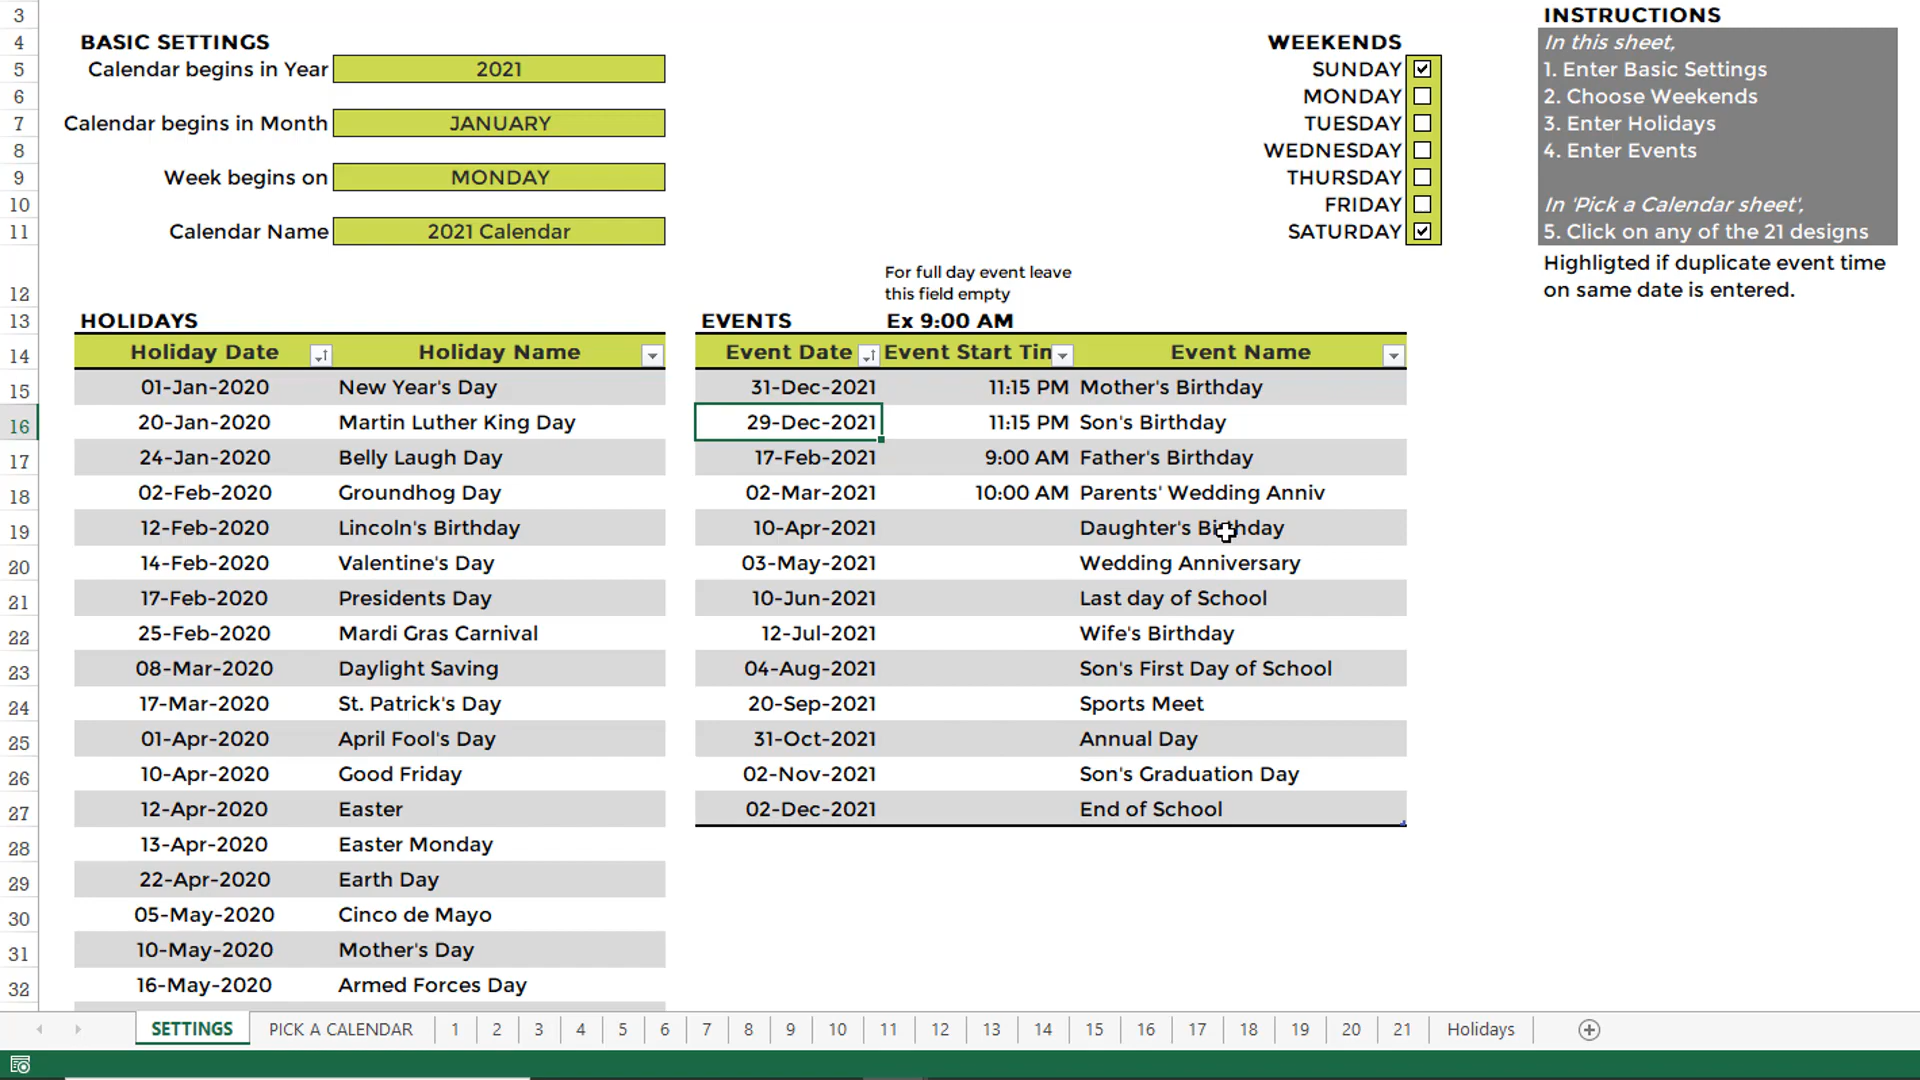 3
INSTRUCTIONS
4 BASIC SETTINGS WEEKENDS In this sheet,
5 Calendar begins in Year 2021 SUNDAY 1. Enter Basic Settings
6 MONDAY 2. Choose Weekends
7 Calendar begins in Month JANUARY TUESDAY 3. Enter Holidays
8 WEDNESDAY 4. Enter Events
9 Week begins on MONDAY THURSDAY
10 FRIDAY In 'Pick a Calendar sheet',
11 Calendar Name 2021 Calendar SATURDAY 5. Click on any of the 21 designs
For full day event leave Highligted if duplicate event time
12 this field empty on same date is entered.
13 HOLIDAYS EVENTS Ex 9:00 AM
14 Holiday Date Holiday Name Event Date Event Start Tin Event Name
15 01-Jan-2020 New Year's Day 31-Dec-2021 11:15 PM Mother's Birthday
16 20-Jan-2020 Martin Luther King Day 29-Dec-2021 11:15 PM Son's Birthday
17 24-Jan-2020 Belly Laugh Day 17-Feb-2021 9:00 AM Father's Birthday
18 02-Feb-2020 Groundhog Day 02-Mar-2021 10:00 AM Parents' Wedding Anniv
19 12-Feb-2020 Lincoln's Birthday 10-Apr-2021 Daughter's Birthday
20 14-Feb-2020 Valentine's Day 03-May-2021 Wedding Anniversary
21 17-Feb-2020 Presidents Day 10-Jun-2021 Last day of School
22 25-Feb-2020 Mardi Gras Carnival 12-Jul-2021 Wife's Birthday
23 08-Mar-2020 Daylight Saving 04-Aug-2021 Son's First Day of School
24 17-Mar-2020 St. Patrick's Day 20-Sep-2021 Sports Meet
25 01-Apr-2020 April Fool's Day 31-Oct-2021 Annual Day
26 10-Apr-2020 Good Friday 02-Nov-2021 Son's Graduation Day
27 12-Apr-2020 Easter 02-Dec-2021 End of School
28 13-Apr-2020 Easter Monday
29 22-Apr-2020 Earth Day
30 05-May-2020 Cinco de Mayo
31 10-May-2020 Mother's Day
32 16-May-2020 Armed Forces Day
SETTINGS PICK A CALENDAR 1 2 3 4 5 6 7 8 9 10 11 12 13 14 15 16 17 18 19 20 21 Holidays